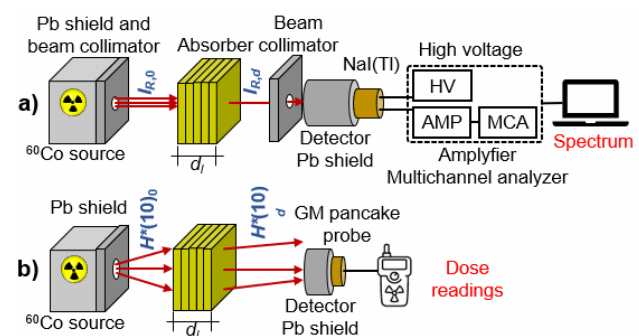 Pb shield and
beam collimator
Absorber
Beam
collimator
NaI(Tl)
High voltage
I_R,0
I_R,d
a)
HV
AMP
MCA
Spectrum
60Co source
d_l
Detector
Pb shield
Amplyfier
Multichannel analyzer
Pb shield
H*(10)0
H*(10)d
GM pancake
probe
b)
Dose
readings
60Co source
d_l
Detector
Pb shield